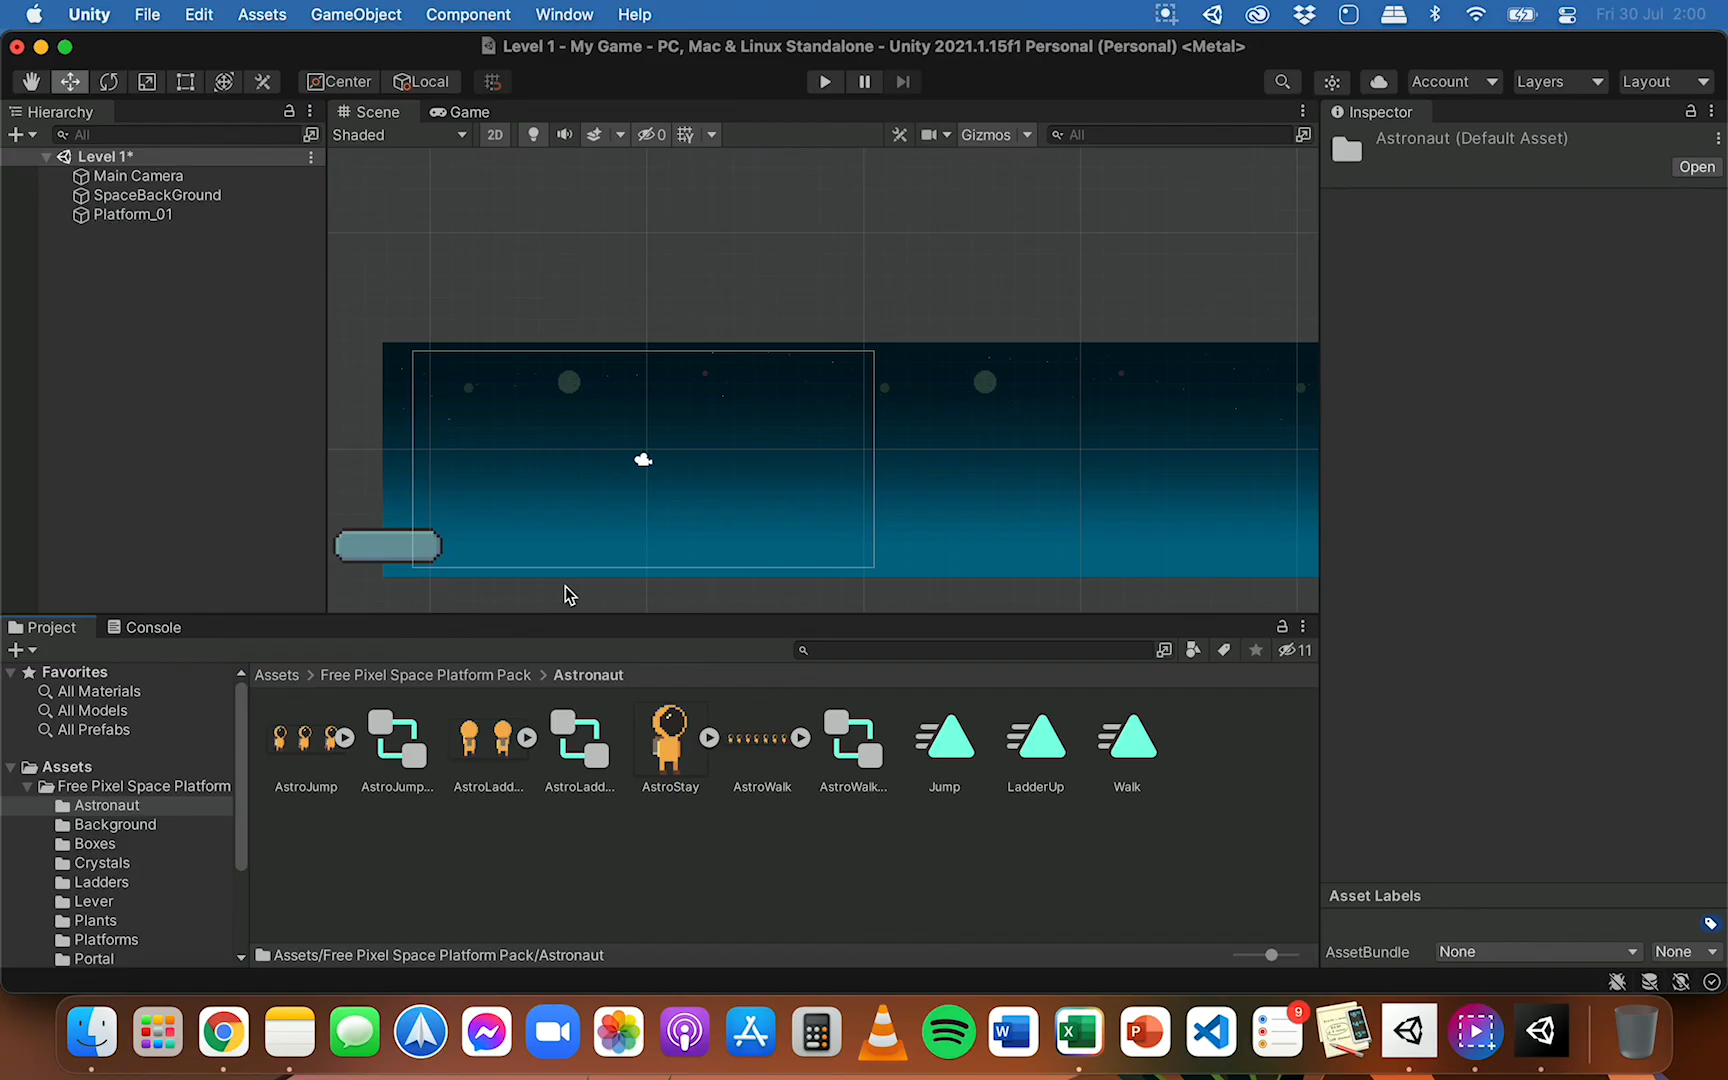 Unity File Edit Assets GameObject Component Window Help Fri 30 Jul 2:00
Level 1 - My Game - PC, Mac & Linux Standalone - Unity 2021.1.15f1 Personal (Personal) <Metal>
Center Local Account Layers Layout
Hierarchy Scene Game Inspector
All Shaded 2D 0 Gizmos All
Astronaut (Default Asset)
Open
Level 1*
Main Camera
SpaceBackGround
Platform_01
Project Console
11
Favorites
All Materials
All Models
All Prefabs
Assets
Free Pixel Space Platform
Astronaut
Background
Boxes
Crystals
Ladders
Lever
Plants
Platforms
Portal
Assets > Free Pixel Space Platform Pack > Astronaut
AstroJump AstroJump... AstroLadd... AstroLadd... AstroStay AstroWalk AstroWalk... Jump LadderUp Walk
Assets/Free Pixel Space Platform Pack/Astronaut
Asset Labels
AssetBundle None None
W X P 9